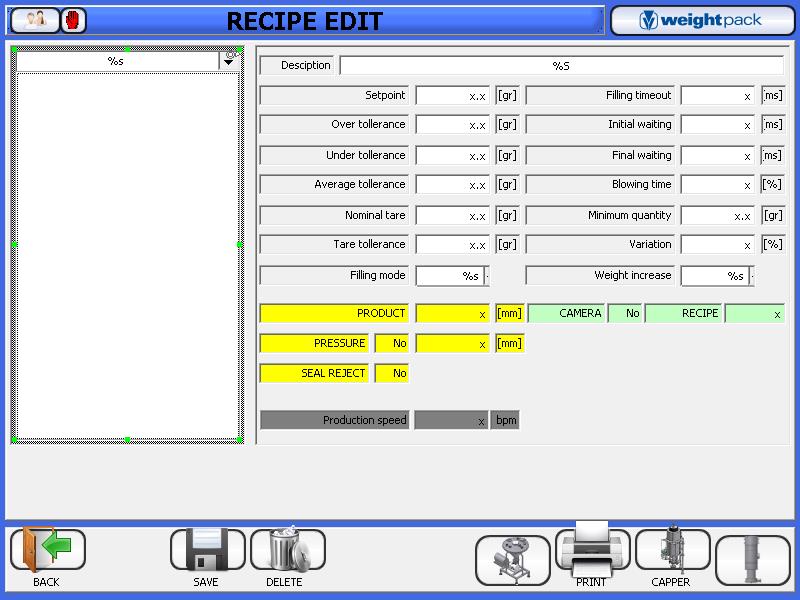 RECIPE EDIT
weightpack
%s
Desciption %S
Setpoint x.x [gr] Filling timeout x [ms]
Over tollerance x.x [gr] Initial waiting x [ms]
Under tollerance x.x [gr] Final waiting x [ms]
Average tollerance x.x [gr] Blowing time x [%]
Nominal tare x.x [gr] Minimum quantity x.x [gr]
Tare tollerance x.x [gr] Variation x [%]
Filling mode %s Weight increase %s
PRODUCT x [mm] CAMERA No RECIPE x
PRESSURE No x [mm]
SEAL REJECT No
Production speed x bpm
BACK SAVE DELETE PRINT CAPPER